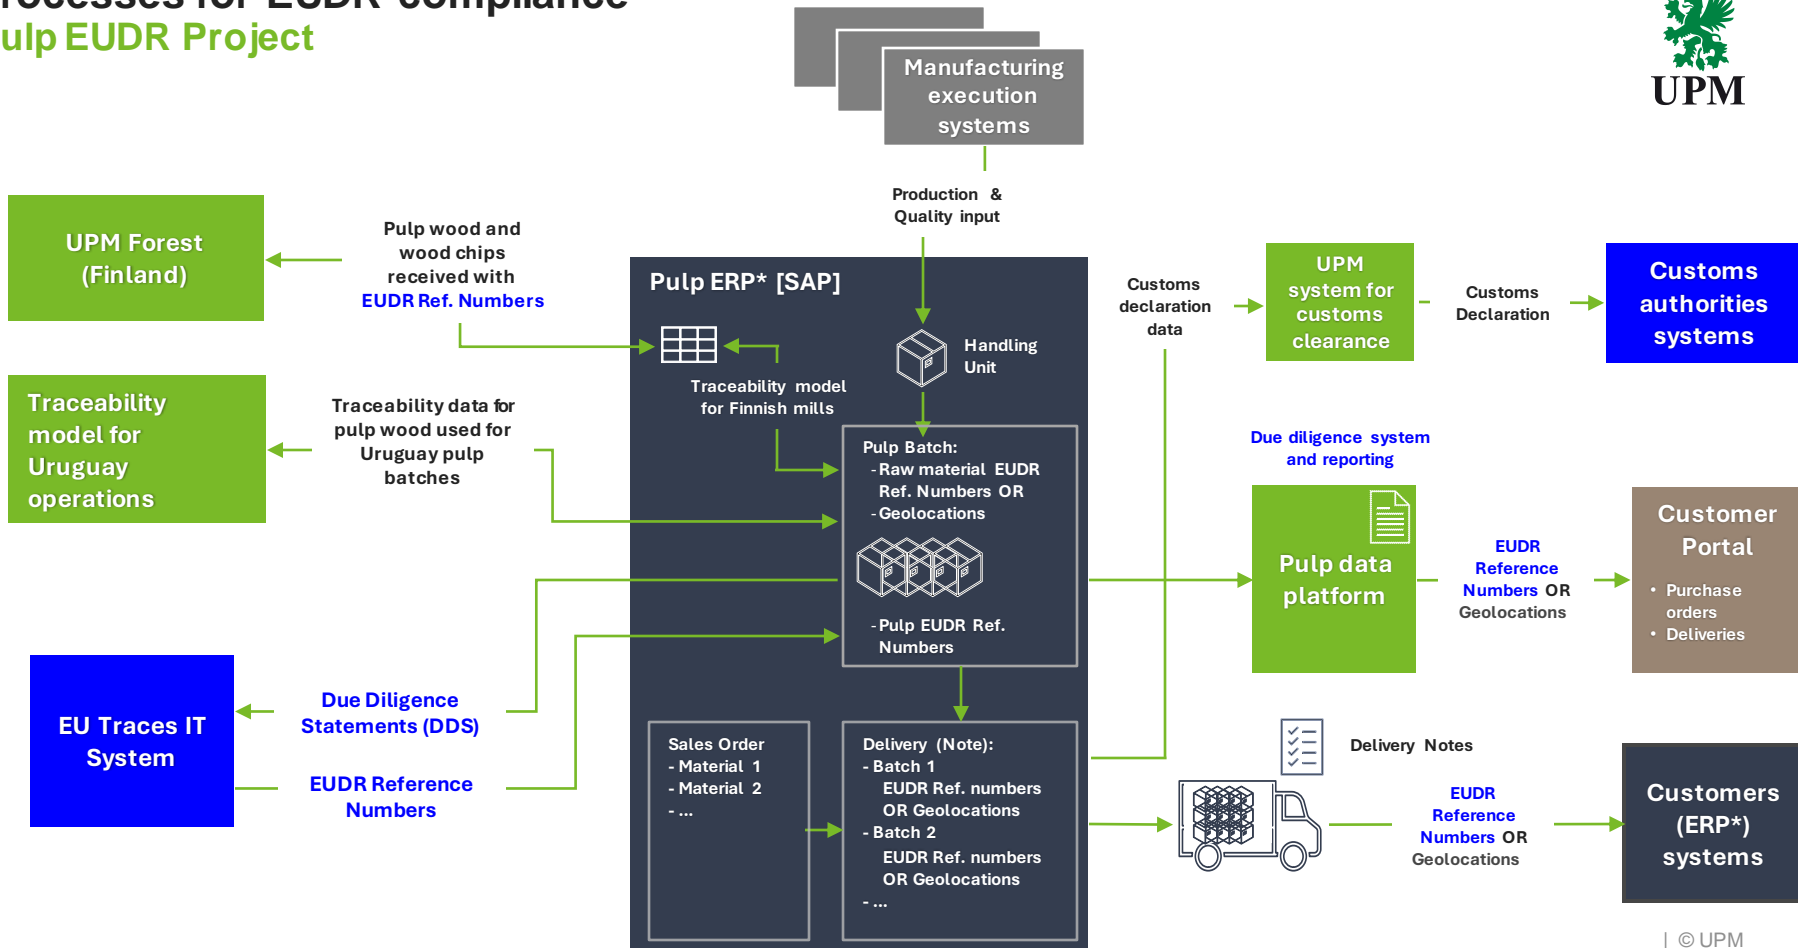 rocesses for EUDR-compliance
ulp EUDR Project
UPM
Manufacturing
execution
systems
Production &
Quality input
UPM Forest
(Finland)
Pulp wood and
wood chips
received with
EUDR Ref. Numbers
Traceability
model for
Uruguay
operations
Traceability data for
pulp wood used for
Uruguay pulp
batches
EU Traces IT
System
Due Diligence
Statements (DDS)
EUDR Reference
Numbers
Pulp ERP* [SAP]
Handling
Unit
Traceability model
for Finnish mills
Pulp Batch:
- Raw material EUDR
Ref. Numbers OR
- Geolocations
- Pulp EUDR Ref.
Numbers
Sales Order
- Material 1
- Material 2
- ...
Delivery (Note):
- Batch 1
EUDR Ref. numbers
OR Geolocations
- Batch 2
EUDR Ref. numbers
OR Geolocations
- ...
Customs
declaration
data
UPM
system for
customs
clearance
Customs
Declaration
Customs
authorities
systems
Due diligence system
and reporting
Pulp data
platform
EUDR
Reference
Numbers OR
Geolocations
Customer
Portal
• Purchase
orders
• Deliveries
Delivery Notes
EUDR
Reference
Numbers OR
Geolocations
Customers
(ERP*)
systems
| © UPM